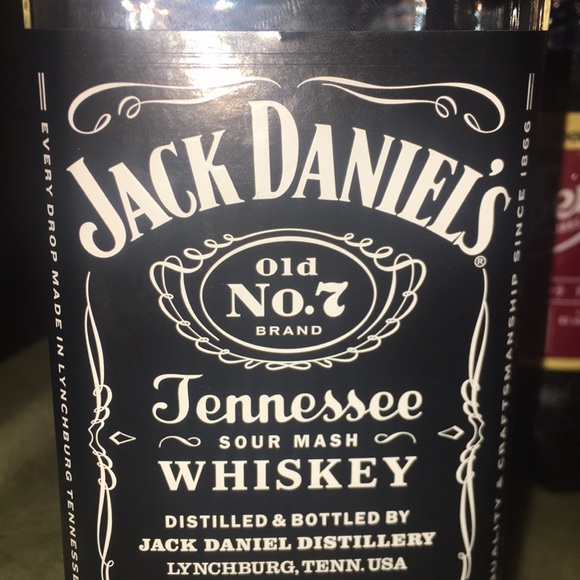 JACK DANIEL'S
®
Old
No.7
BRAND
Tennessee
SOUR MASH
WHISKEY
DISTILLED & BOTTLED BY
JACK DANIEL DISTILLERY
LYNCHBURG, TENN. USA
EVERY DROP MADE IN LYNCHBURG TENNESSE
QUALITY & CRAFTSMANSHIP SINCE 1866